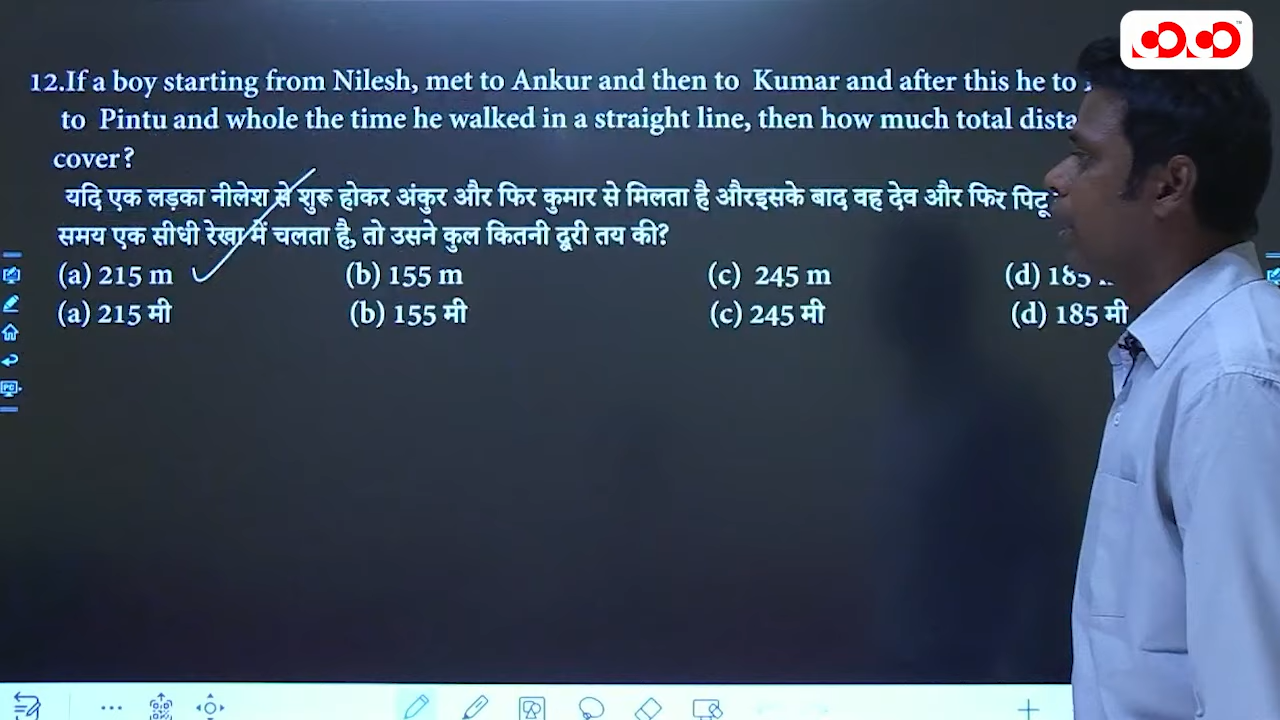 12.If a boy starting from Nilesh, met to Ankur and then to Kumar and after this he to
to Pintu and whole the time he walked in a straight line, then how much total dista
cover?
यदि एक लड़का नीलेश से शुरू होकर अंकुर और फिर कुमार से मिलता है औरइसके बाद वह देव और फिर पिंटू
समय एक सीधी रेखा में चलता है, तो उसने कुल कितनी दूरी तय की?
(a) 215 m (b) 155 m (c) 245 m (d) 185
(a) 215 मी (b) 155 मी (c) 245 मी (d) 185 मी
PC